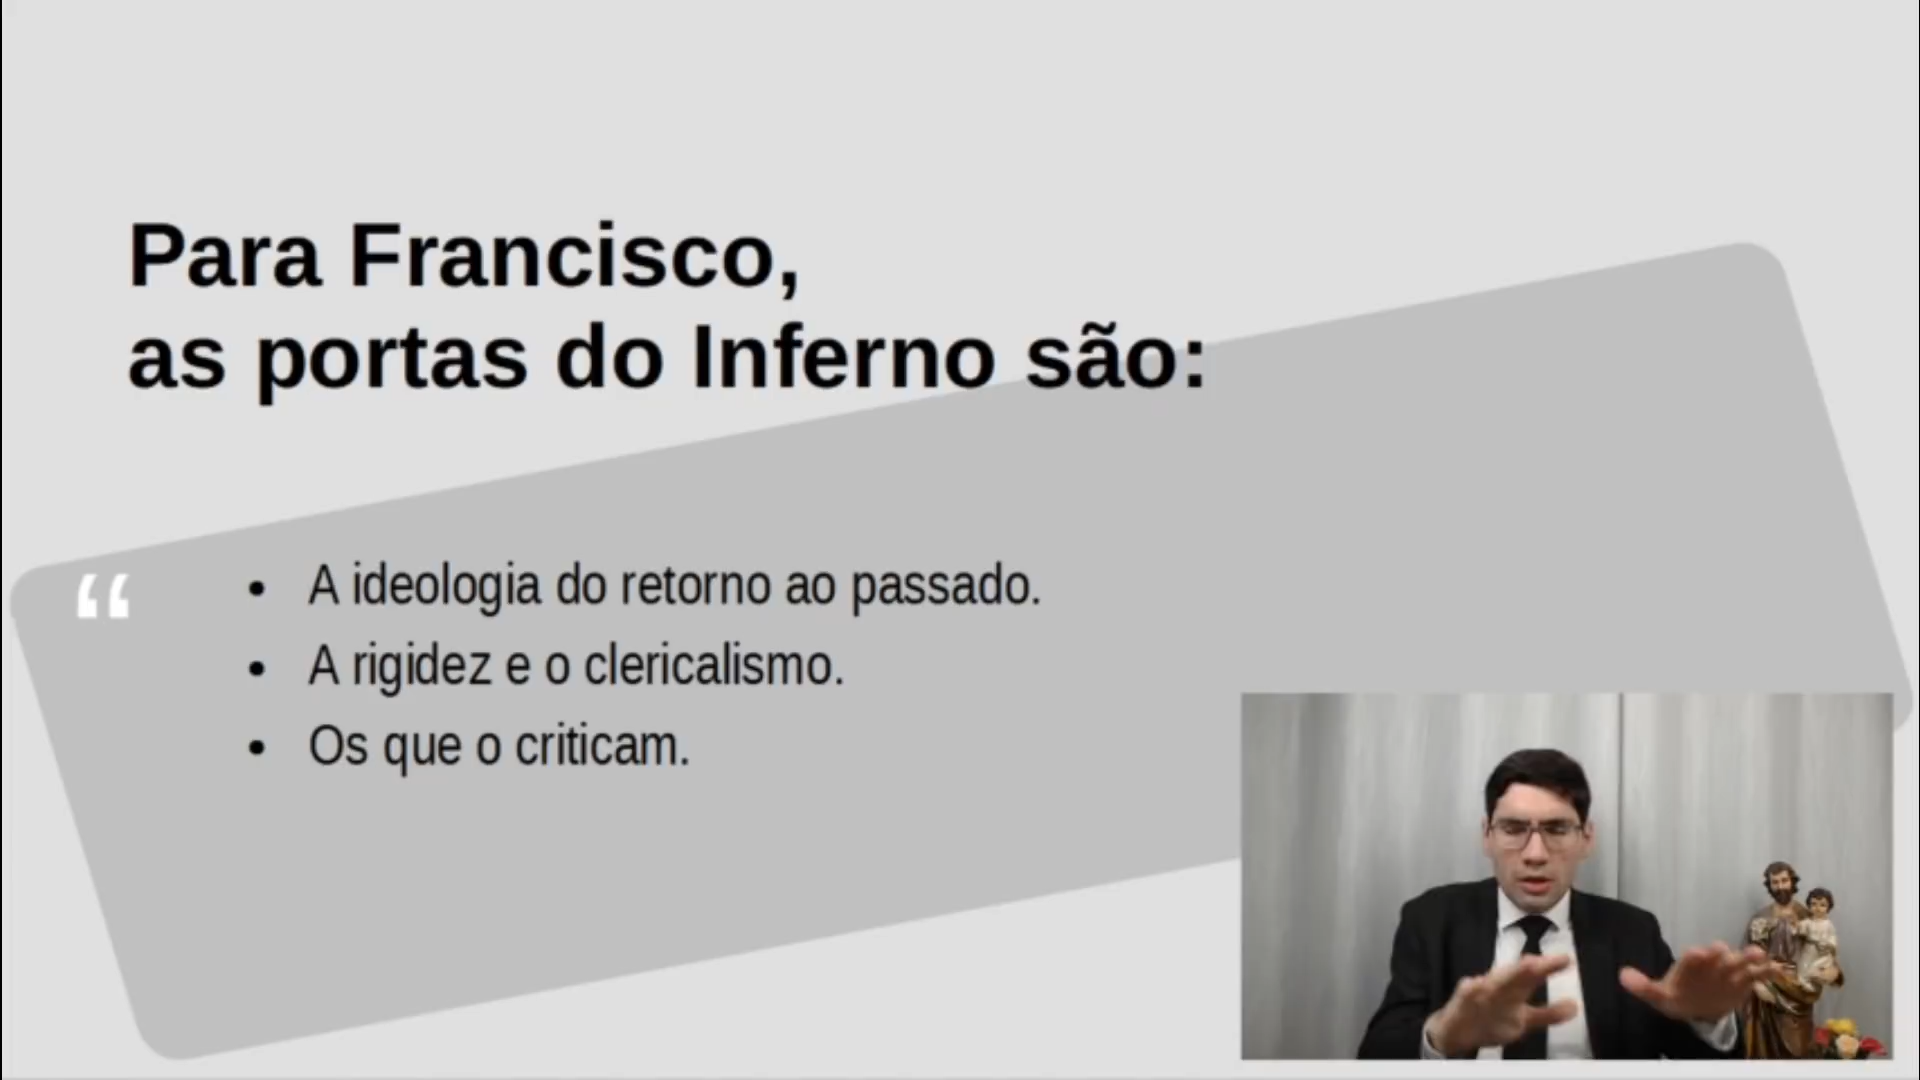 Para Francisco,
as portas do Inferno são:
“
• A ideologia do retorno ao passado.
• A rigidez e o clericalismo.
• Os que o criticam.